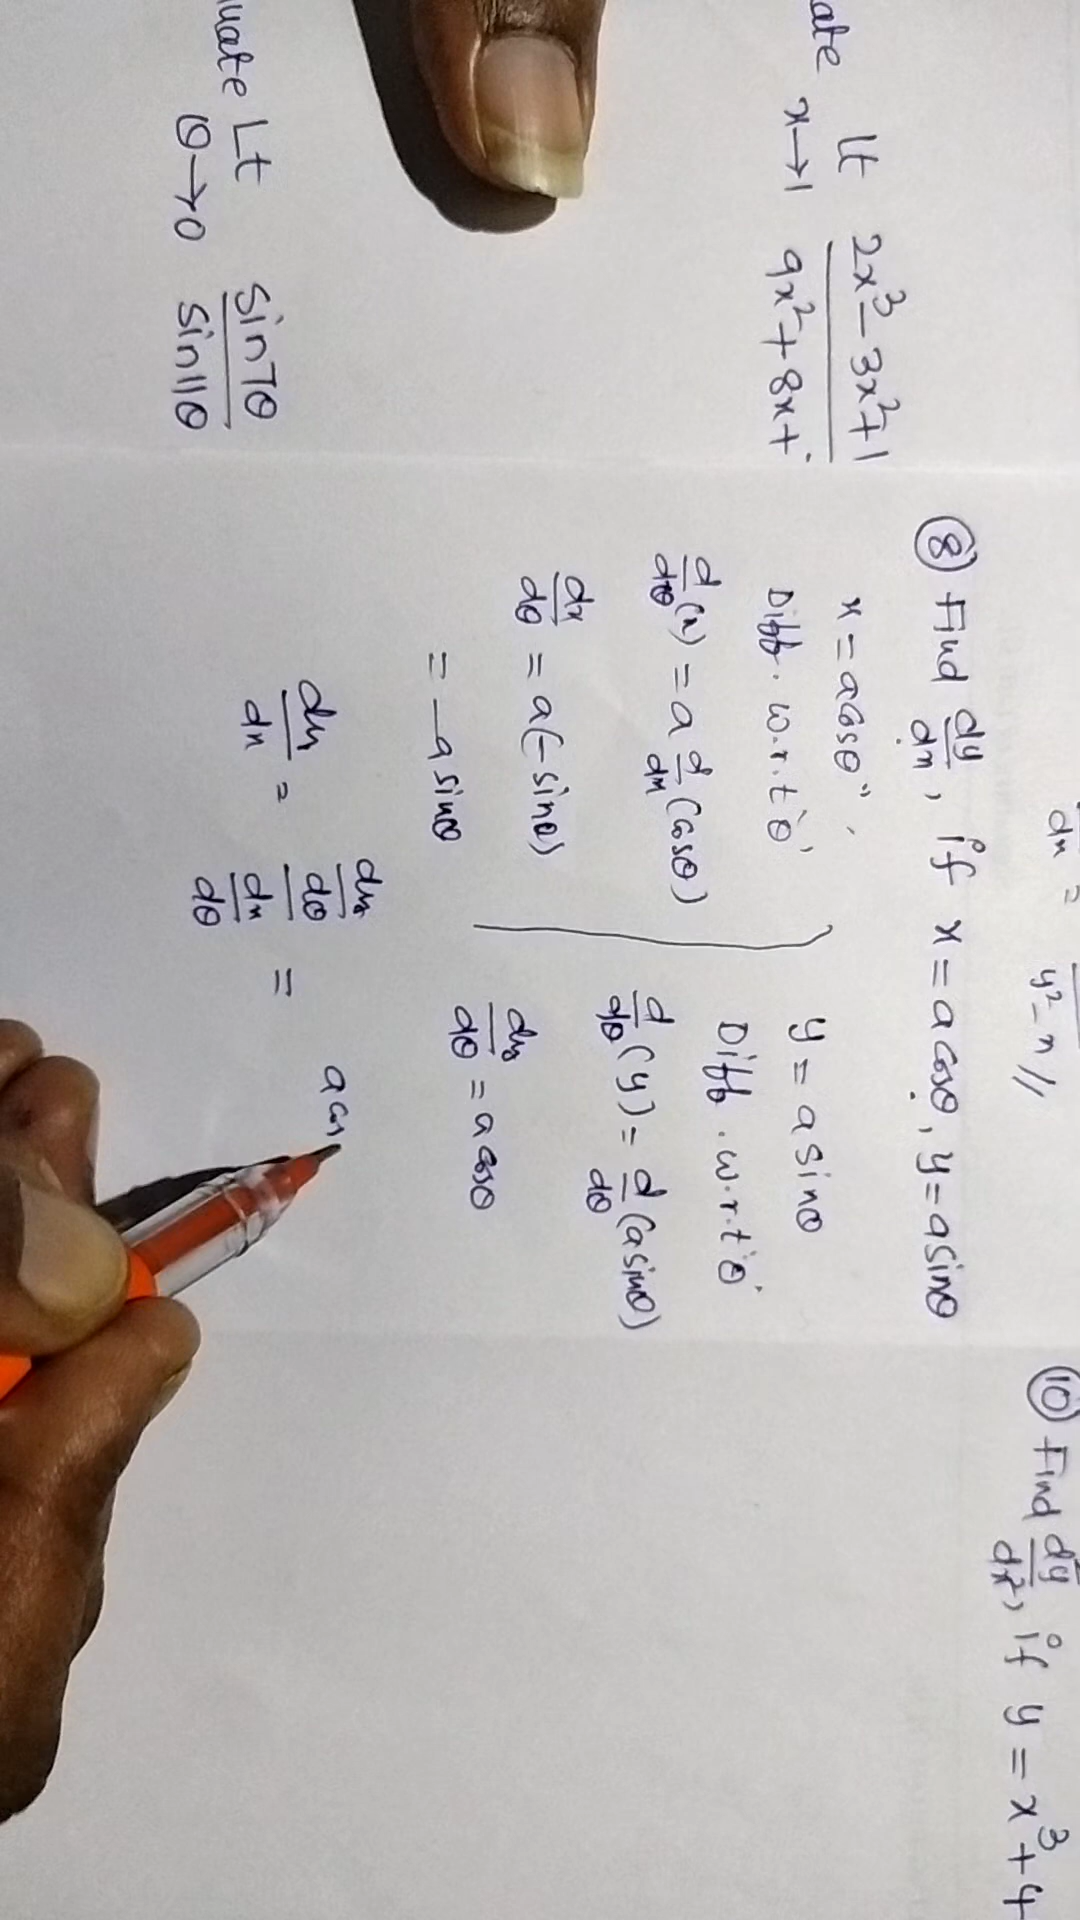 ate lt x→1 2x³ - 3x² + 1 / 9x² + 8x +
Lt θ→0 sin7θ / sin11θ
y² - x //
⑧ Find dy/dx, if x = a cosθ, y = a sinθ
x = a cosθ ",
Diff. w.r.t 'θ'
d/dθ (x) = a d/dx (cosθ)
dx/dθ = a(-sinθ)
= -a sinθ
y = a sinθ
Diff. w.r.t 'θ'
d/dθ (y) = d/dθ (a sinθ)
dy/dθ = a cosθ
dy/dx = dy/dθ / dx/dθ = a cos
⑩ Find dy/dx², if y = x³ + 4